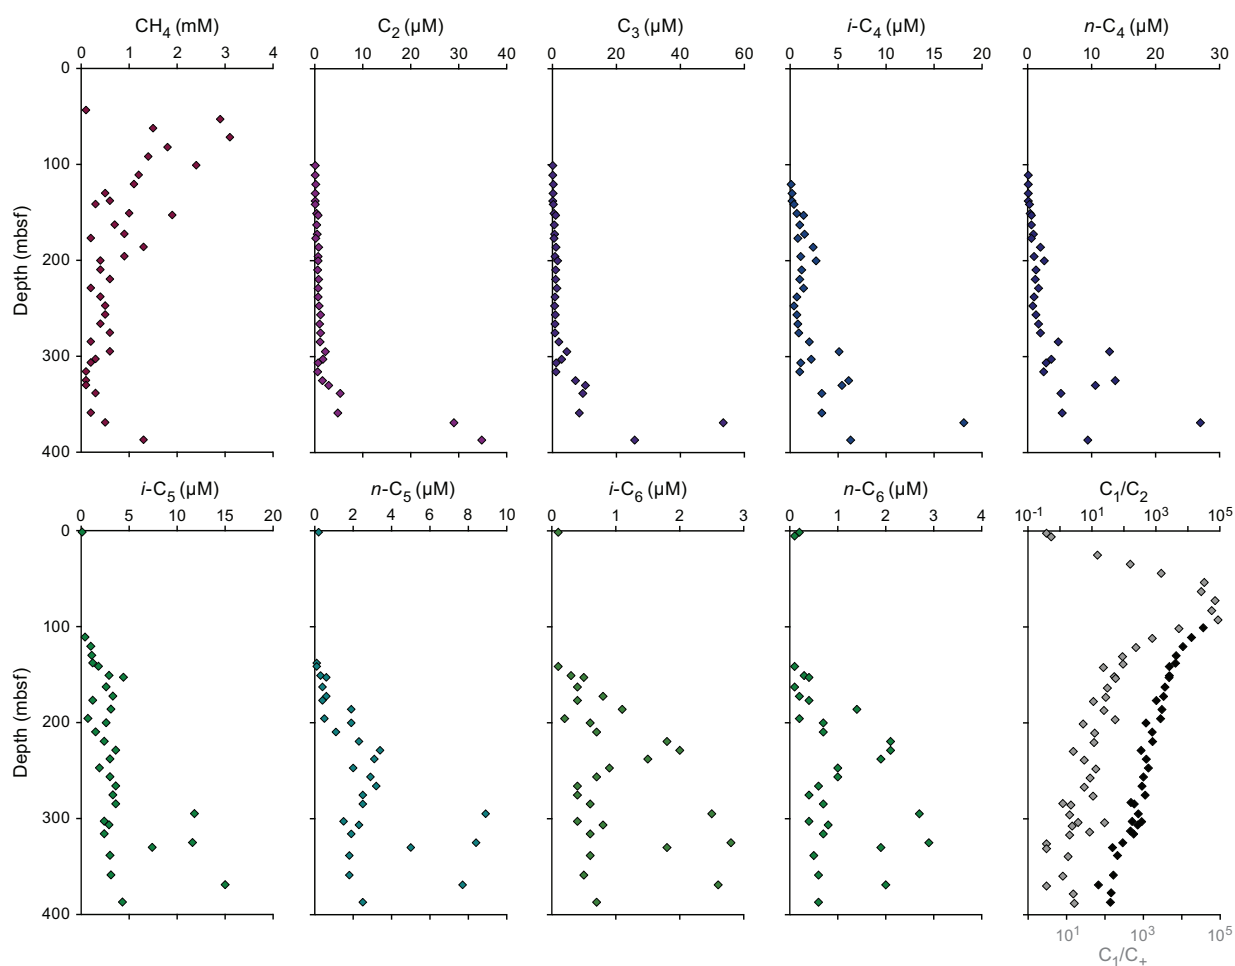 CH4 (mM) C2 (µM) C3 (µM) i-C4 (µM) n-C4 (µM)
0 1 2 3 4 0 10 20 30 40 0 20 40 60 0 5 10 15 20 0 10 20 30
0
100
200
300
400
Depth (mbsf)
i-C5 (µM) n-C5 (µM) i-C6 (µM) n-C6 (µM) C1/C2
0 5 10 15 20 0 2 4 6 8 10 0 1 2 3 0 1 2 3 4 10-1 101 103 105
0
100
200
300
400
Depth (mbsf)
101 103 105
C1/C+